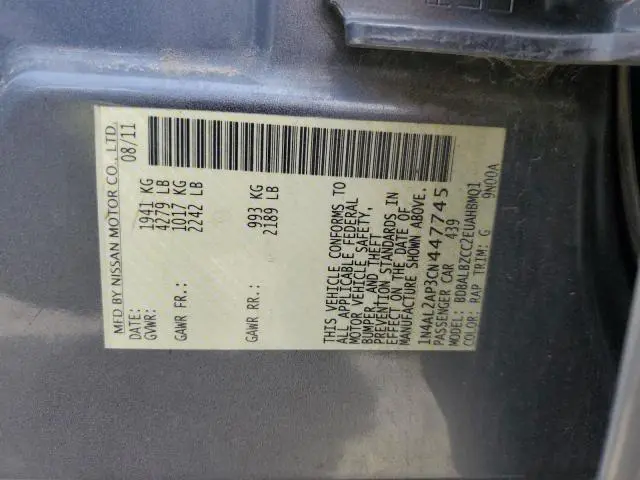 MFD BY NISSAN MOTOR CO., LTD.
DATE: 08/11
GVWR: 1941 KG
4279 LB
GAWR FR.: 1017 KG
2242 LB
GAWR RR.: 993 KG
2189 LB
THIS VEHICLE CONFORMS TO
ALL APPLICABLE FEDERAL
MOTOR VEHICLE SAFETY,
BUMPER, AND THEFT
PREVENTION STANDARDS IN
EFFECT ON THE DATE OF
MANUFACTURE SHOWN ABOVE.
1N4AL2AP3CN447745
PASSENGER CAR 439
MODEL: BDBALBZCC2EUAHBMQ1
COLOR: RAP TRIM: G 9N00A